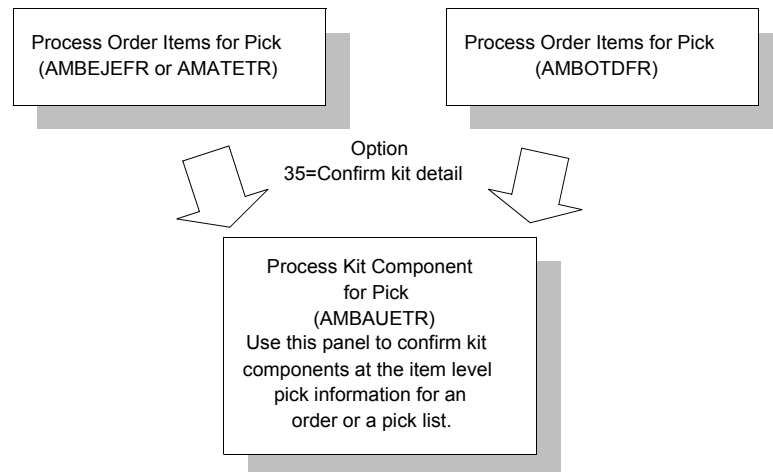 Process Order Items for Pick
(AMBEJEFR or AMATETR)
Process Order Items for Pick
(AMBOTDFR)
Option
35=Confirm kit detail
Process Kit Component
for Pick
(AMBAUETR)
Use this panel to confirm kit
components at the item level
pick information for an
order or a pick list.